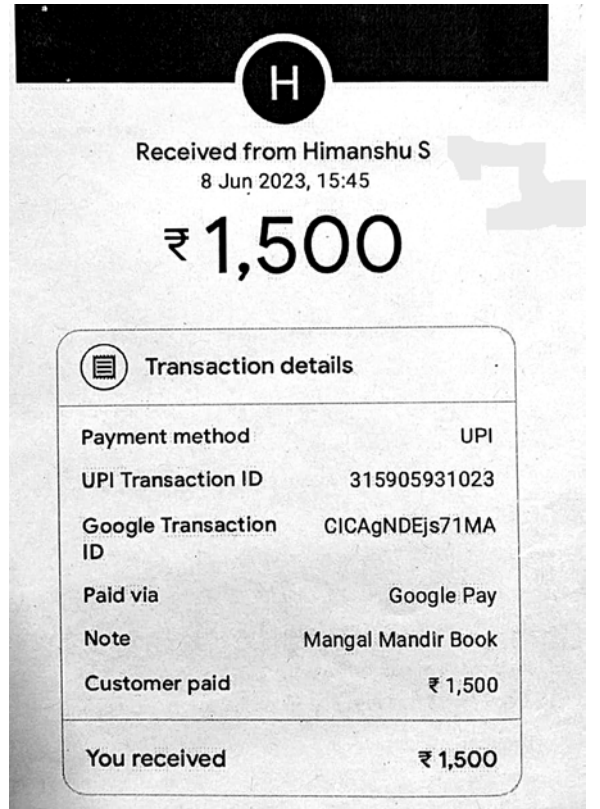 H
Received from Himanshu S
8 Jun 2023, 15:45
₹1,500
Transaction details
Payment method UPI
UPI Transaction ID 315905931023
Google Transaction CICAgNDEjs71MA
ID
Paid via Google Pay
Note Mangal Mandir Book
Customer paid ₹ 1,500
You received ₹ 1,500